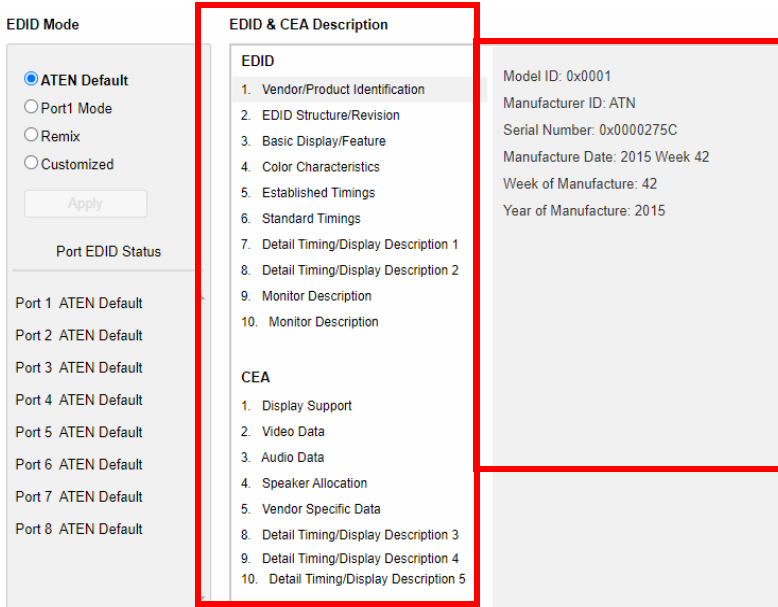 EDID Mode
ATEN Default
Port1 Mode
Remix
Customized
Apply
Port EDID Status
Port 1 ATEN Default
Port 2 ATEN Default
Port 3 ATEN Default
Port 4 ATEN Default
Port 5 ATEN Default
Port 6 ATEN Default
Port 7 ATEN Default
Port 8 ATEN Default
EDID & CEA Description
EDID
1. Vendor/Product Identification
2. EDID Structure/Revision
3. Basic Display/Feature
4. Color Characteristics
5. Established Timings
6. Standard Timings
7. Detail Timing/Display Description 1
8. Detail Timing/Display Description 2
9. Monitor Description
10. Monitor Description
CEA
1. Display Support
2. Video Data
3. Audio Data
4. Speaker Allocation
5. Vendor Specific Data
8. Detail Timing/Display Description 3
9. Detail Timing/Display Description 4
10. Detail Timing/Display Description 5
Model ID: 0x0001
Manufacturer ID: ATN
Serial Number: 0x0000275C
Manufacture Date: 2015 Week 42
Week of Manufacture: 42
Year of Manufacture: 2015